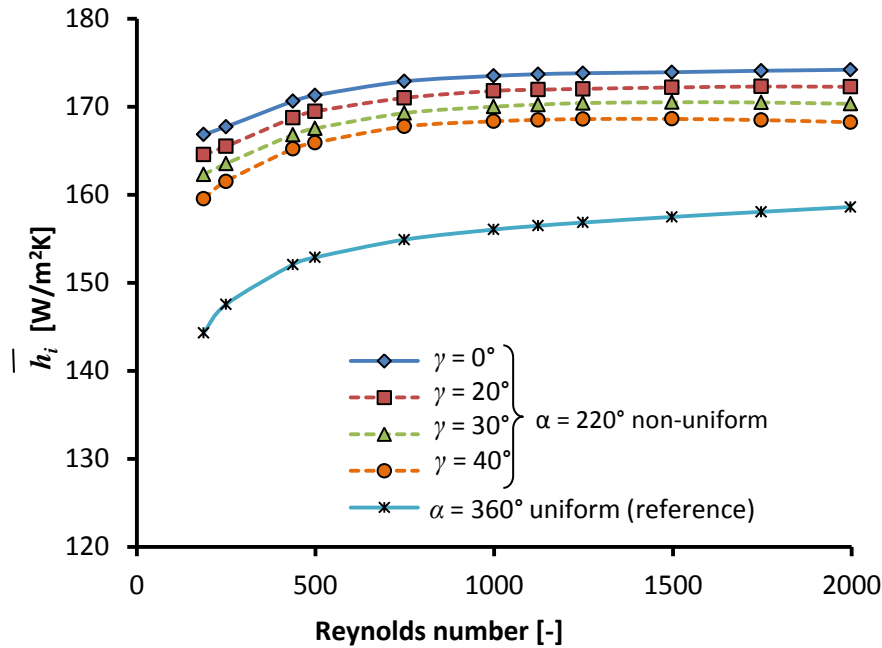 180
170
160
150
140
130
120
h̅ᵢ [W/m²K]
γ = 0°
γ = 20°
γ = 30°
γ = 40°
α = 220° non-uniform
α = 360° uniform (reference)
0
500
1000
1500
2000
Reynolds number [-]